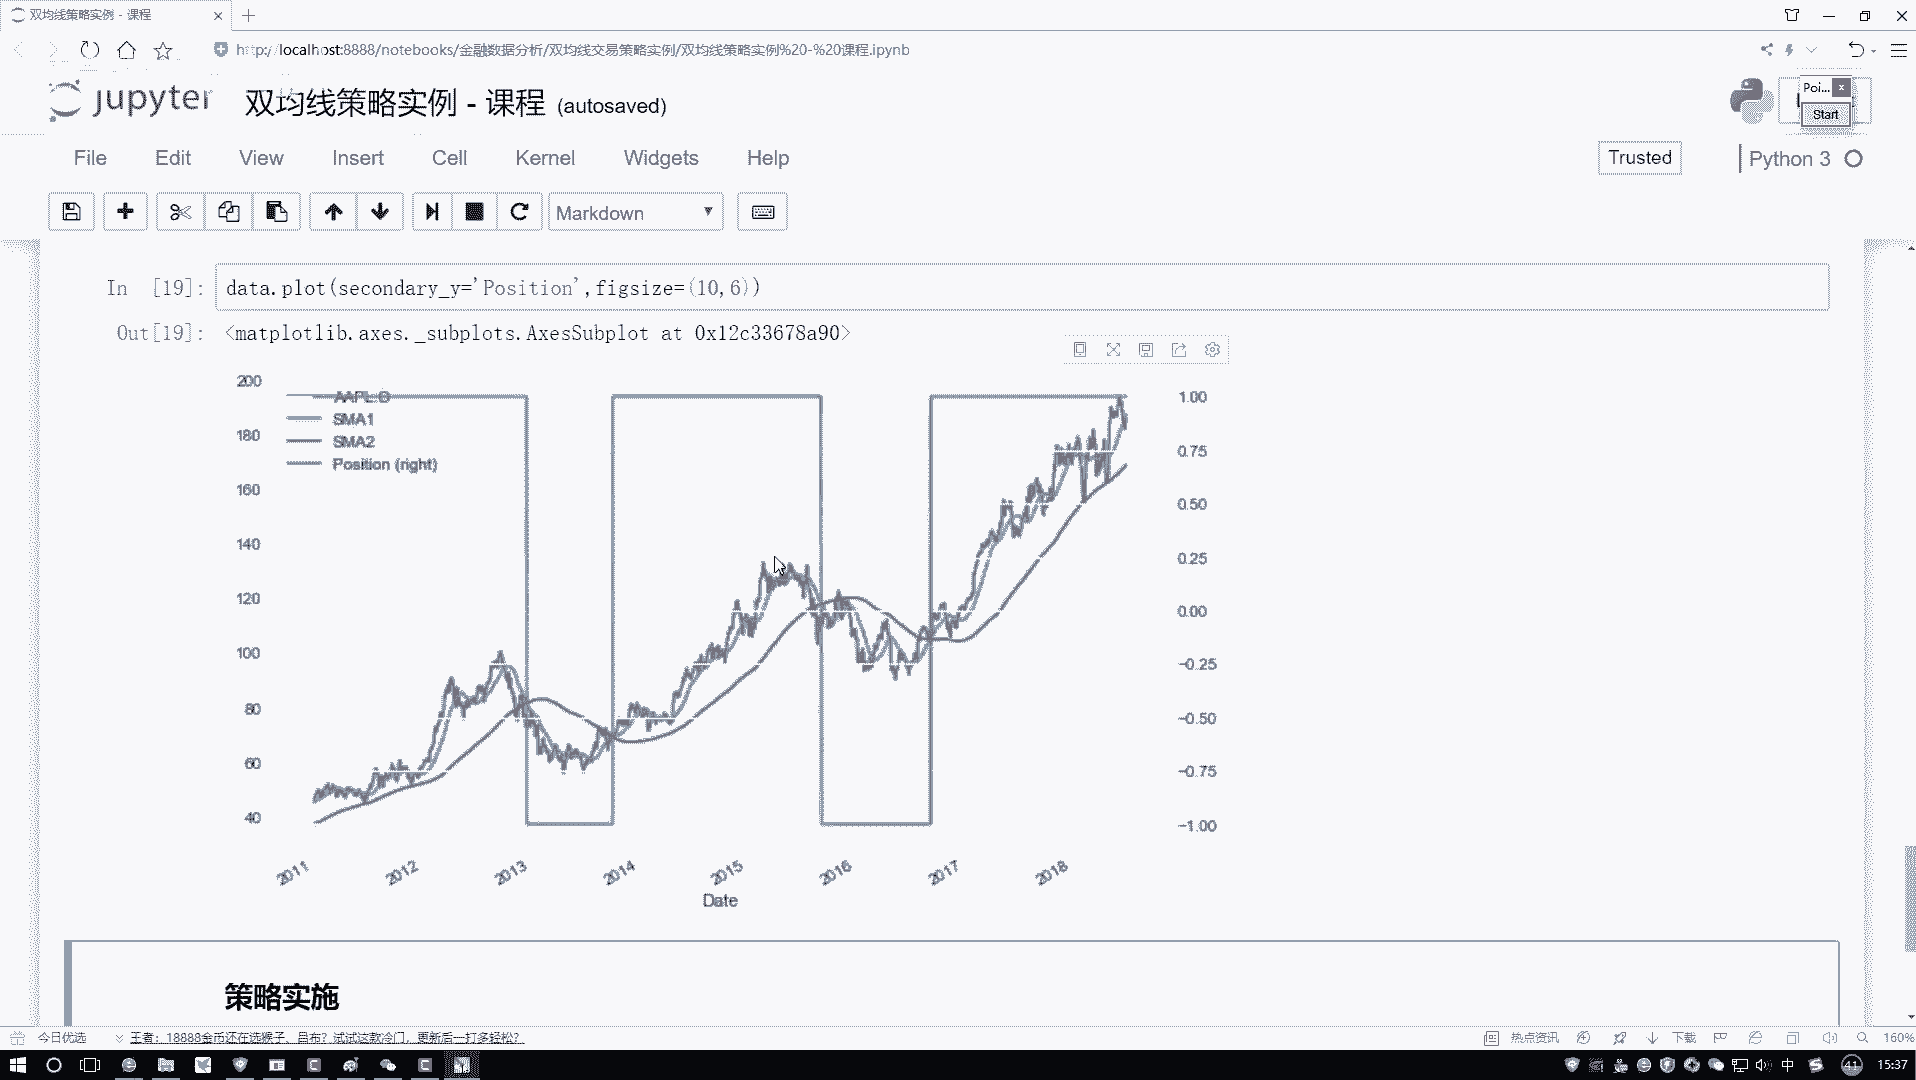 双均线策略实例 - 课程
http://localhost:8888/notebooks/金融数据分析/双均线交易策略实例/双均线策略实例%20-%20课程.ipynb
jupyter 双均线策略实例 - 课程 (autosaved)
Poi...
Start
File Edit View Insert Cell Kernel Widgets Help
Trusted
Python 3
Markdown
In [19]: data.plot(secondary_y='Position',figsize=(10,6))
Out[19]: <matplotlib.axes._subplots.AxesSubplot at 0x12c33678a90>
AAPL.O
SMA1
SMA2
Position (right)
200
180
160
140
120
100
80
60
40
1.00
0.75
0.50
0.25
0.00
−0.25
−0.50
−0.75
−1.00
2011 2012 2013 2014 2015 2016 2017 2018
Date
策略实施
今日优选
王者：18888金币还在选猴子、吕布？试试这款冷门，更新后一打多轻松？
热点资讯
下载
160%
中
41
15:37